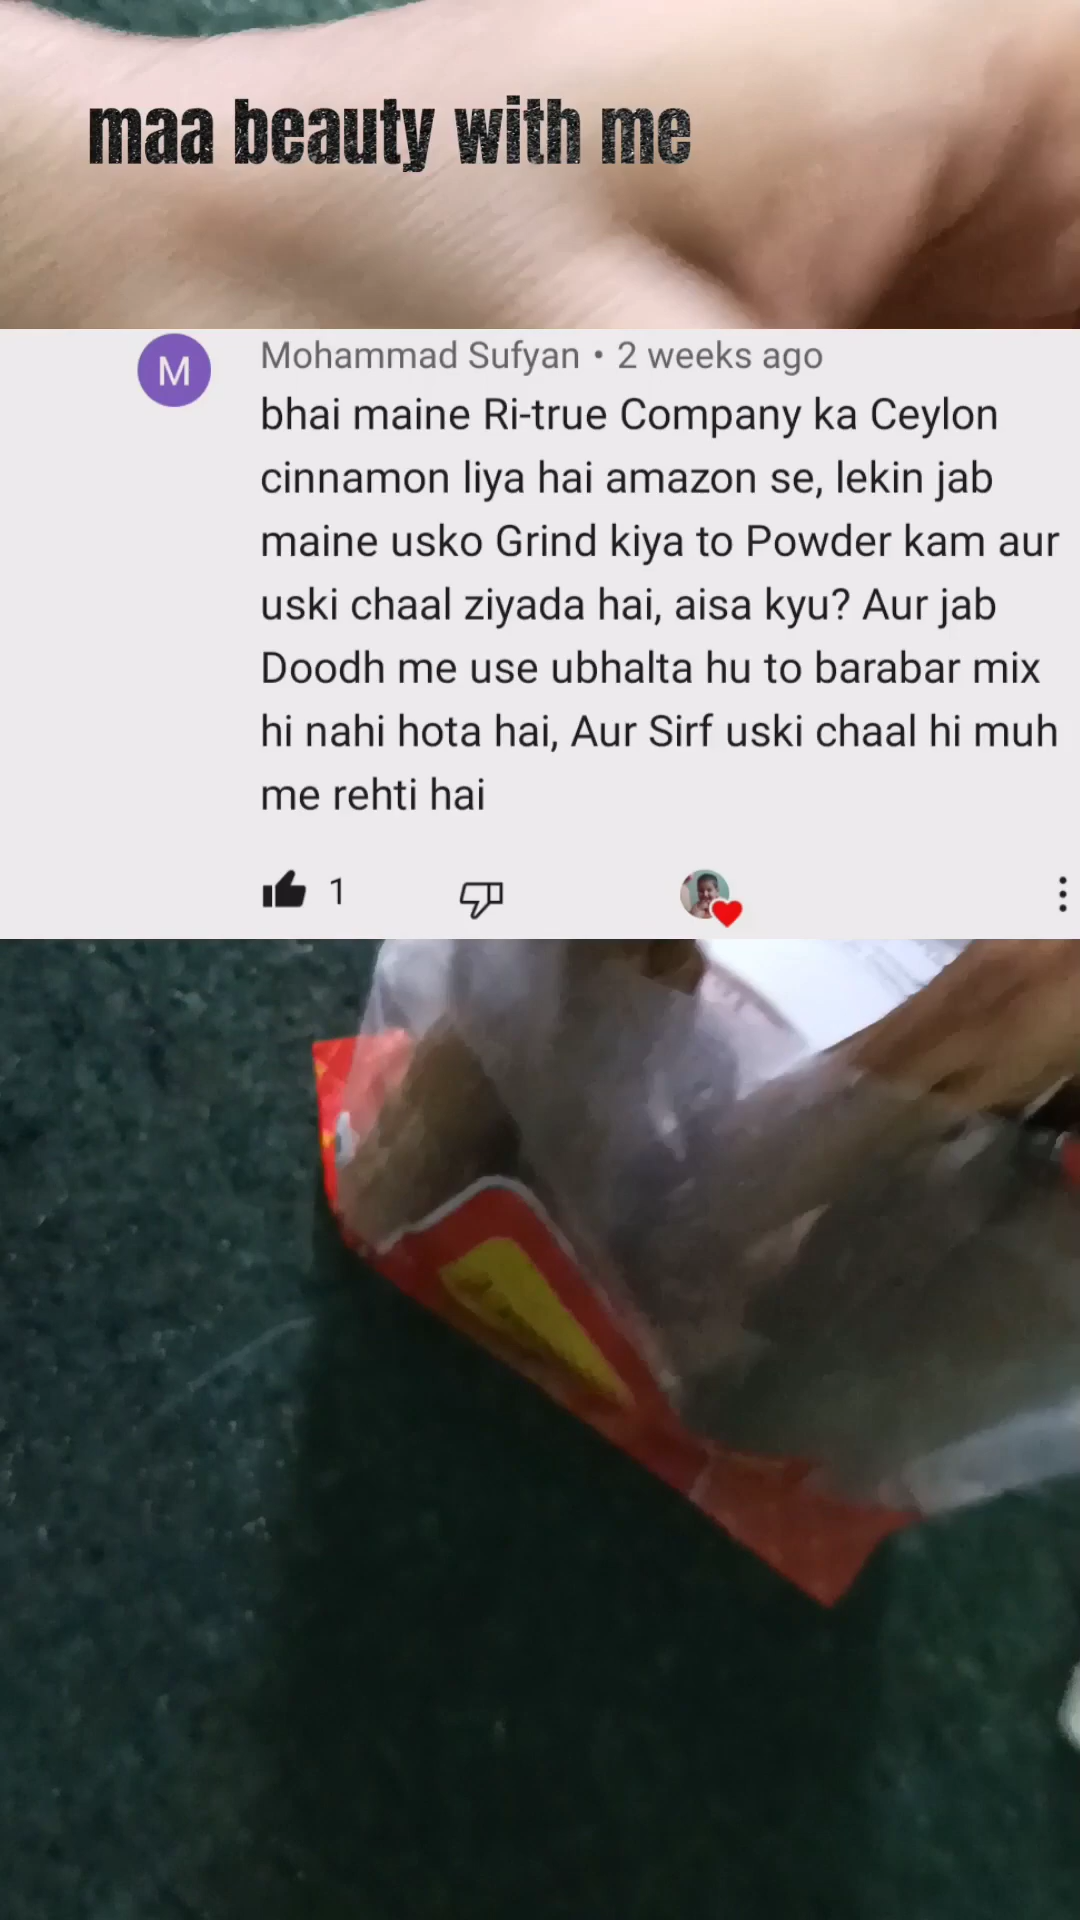 maa beauty with me
M
Mohammad Sufyan • 2 weeks ago
bhai maine Ri-true Company ka Ceylon
cinnamon liya hai amazon se, lekin jab
maine usko Grind kiya to Powder kam aur
uski chaal ziyada hai, aisa kyu? Aur jab
Doodh me use ubhalta hu to barabar mix
hi nahi hota hai, Aur Sirf uski chaal hi muh
me rehti hai
1